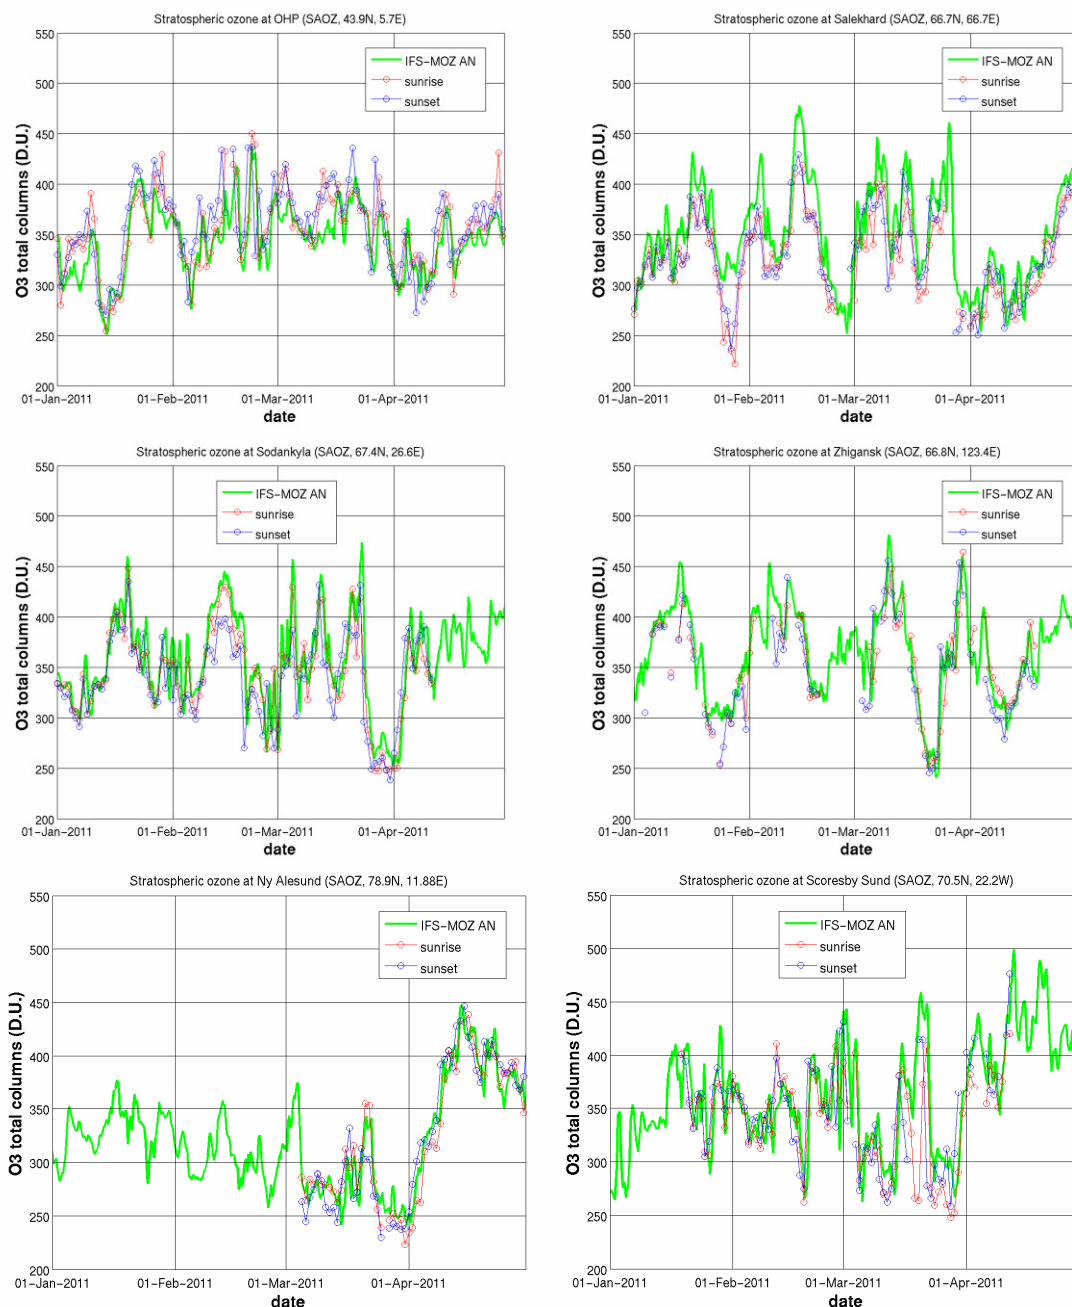 Stratospheric ozone at OHP (SAOZ, 43.9N, 5.7E)
550
500
450
400
350
300
250
200
O3 total columns (D.U.)
IFS-MOZ AN
sunrise
sunset
01-Jan-2011 01-Feb-2011 01-Mar-2011 01-Apr-2011
date
Stratospheric ozone at Salekhard (SAOZ, 66.7N, 66.7E)
550
500
450
400
350
300
250
200
O3 total columns (D.U.)
IFS-MOZ AN
sunrise
sunset
01-Jan-2011 01-Feb-2011 01-Mar-2011 01-Apr-2011
date
Stratospheric ozone at Sodankyla (SAOZ, 67.4N, 26.6E)
550
500
450
400
350
300
250
200
O3 total columns (D.U.)
IFS-MOZ AN
sunrise
sunset
01-Jan-2011 01-Feb-2011 01-Mar-2011 01-Apr-2011
date
Stratospheric ozone at Zhigansk (SAOZ, 66.8N, 123.4E)
550
500
450
400
350
300
250
200
O3 total columns (D.U.)
IFS-MOZ AN
sunrise
sunset
01-Jan-2011 01-Feb-2011 01-Mar-2011 01-Apr-2011
date
Stratospheric ozone at Ny Alesund (SAOZ, 78.9N, 11.88E)
550
500
450
400
350
300
250
200
O3 total columns (D.U.)
IFS-MOZ AN
sunrise
sunset
01-Jan-2011 01-Feb-2011 01-Mar-2011 01-Apr-2011
date
Stratospheric ozone at Scoresby Sund (SAOZ, 70.5N, 22.2W)
550
500
450
400
350
300
250
200
O3 total columns (D.U.)
IFS-MOZ AN
sunrise
sunset
01-Jan-2011 01-Feb-2011 01-Mar-2011 01-Apr-2011
date